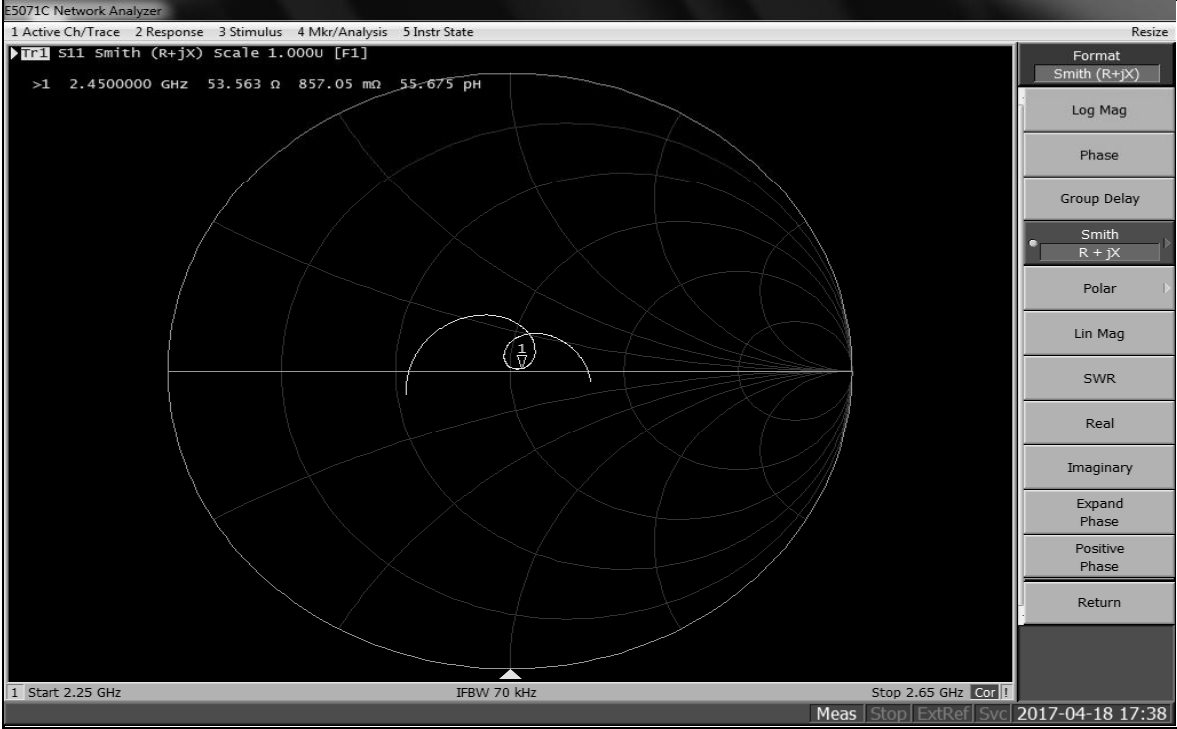 E5071C Network Analyzer
1 Active Ch/Trace 2 Response 3 Stimulus 4 Mkr/Analysis 5 Instr State
Resize
Tr1 S11 Smith (R+jX) Scale 1.000U [F1]
>1 2.4500000 GHz 53.563 Ω 857.05 mΩ 55.675 pH
1
Format
Smith (R+jX)
Log Mag
Phase
Group Delay
Smith
R + jX
Polar
Lin Mag
SWR
Real
Imaginary
Expand
Phase
Positive
Phase
Return
1 Start 2.25 GHz
IFBW 70 kHz
Stop 2.65 GHz Cor !
Meas Stop ExtRef Svc 2017-04-18 17:38